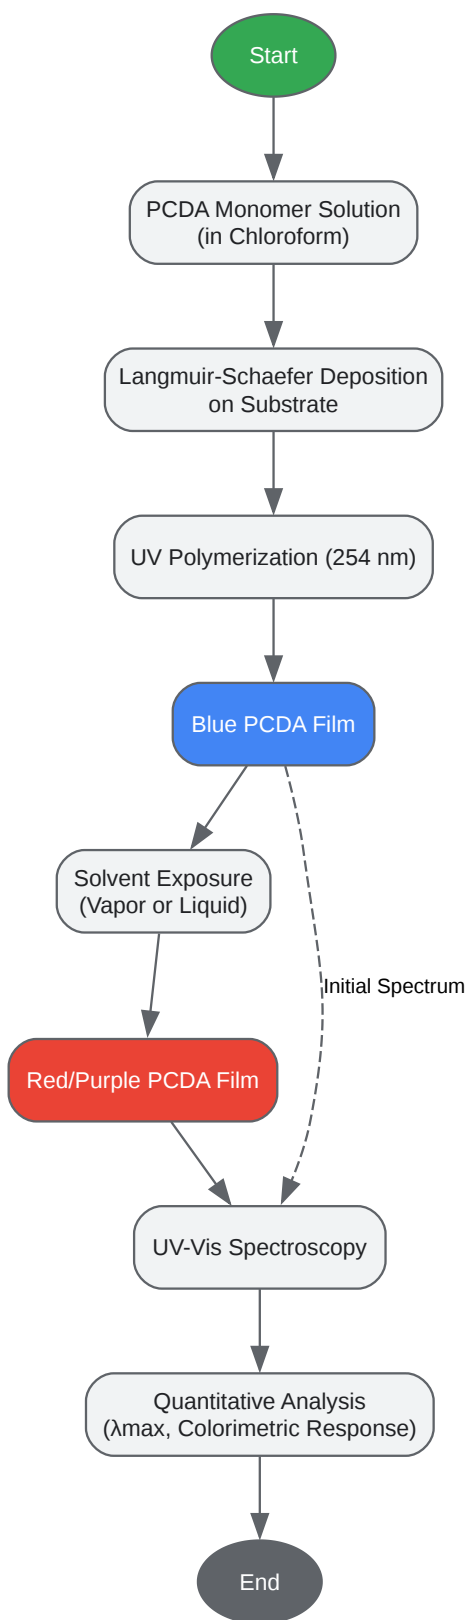 Start
PCDA Monomer Solution
(in Chloroform)
Langmuir-Schaefer Deposition
on Substrate
UV Polymerization (254 nm)
Blue PCDA Film
Solvent Exposure
(Vapor or Liquid)
Initial Spectrum
Red/Purple PCDA Film
UV-Vis Spectroscopy
Quantitative Analysis
(λmax, Colorimetric Response)
End